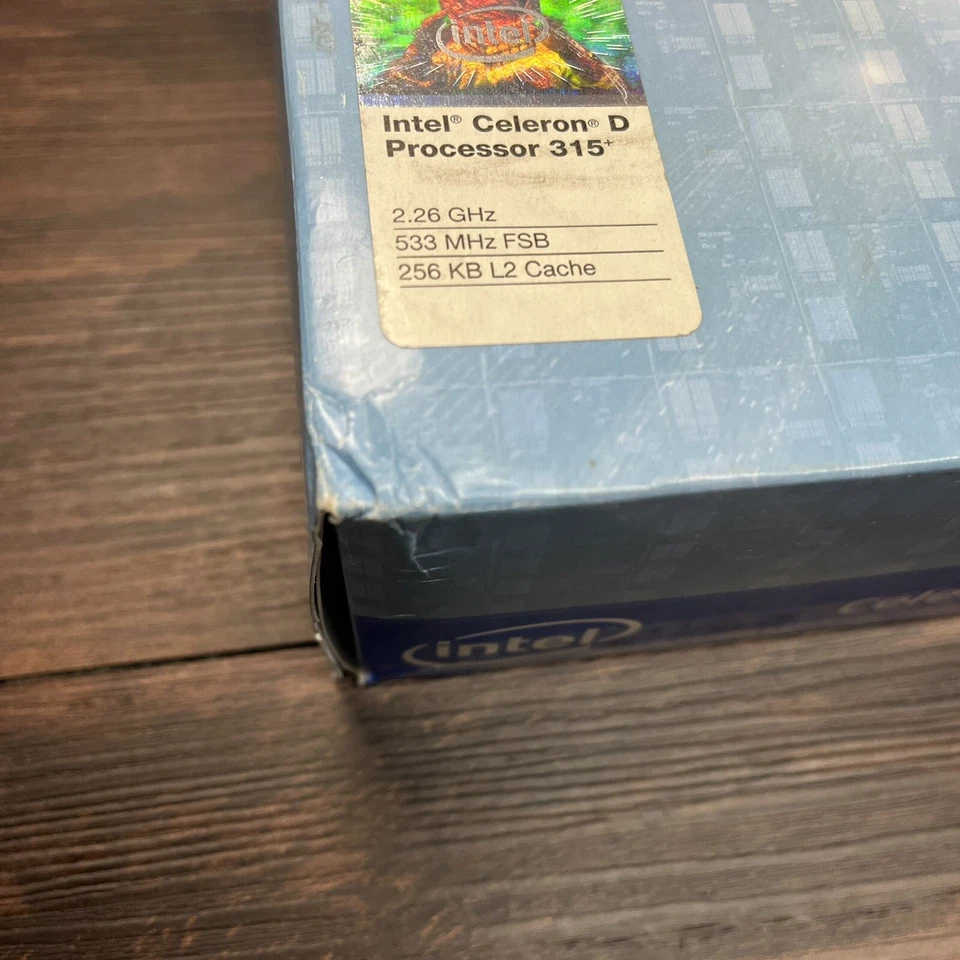 intel
Intel® Celeron® D
Processor 315+
2.26 GHz
533 MHz FSB
256 KB L2 Cache
intel